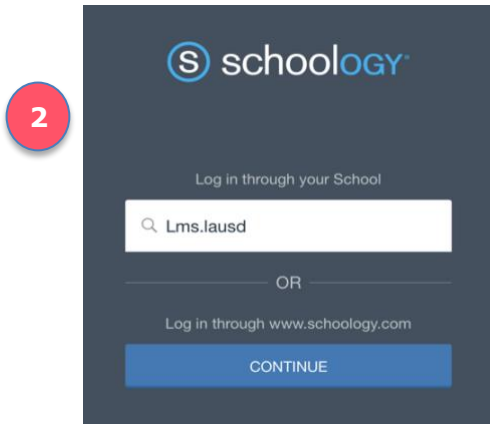 S schoology
2
Log in through your School
Lms.lausd
OR
Log in through www.schoology.com
CONTINUE